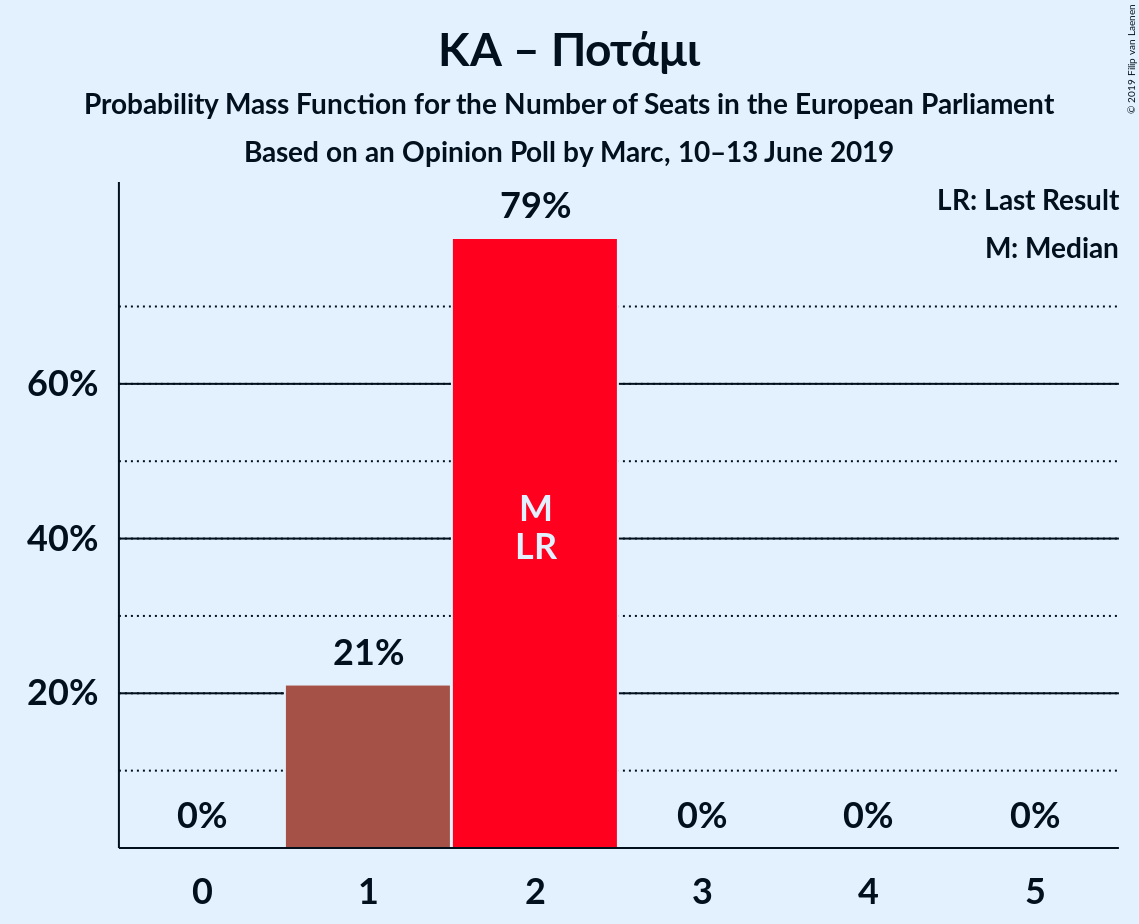 KA – Ποτάμι
Probability Mass Function for the Number of Seats in the European Parliament
Based on an Opinion Poll by Marc, 10–13 June 2019
© 2019 Filip van Laenen
LR: Last Result
M: Median
79%
60%
M
40%
LR
21%
20%
0%
0%
0%
0%
0
1
2
3
4
5